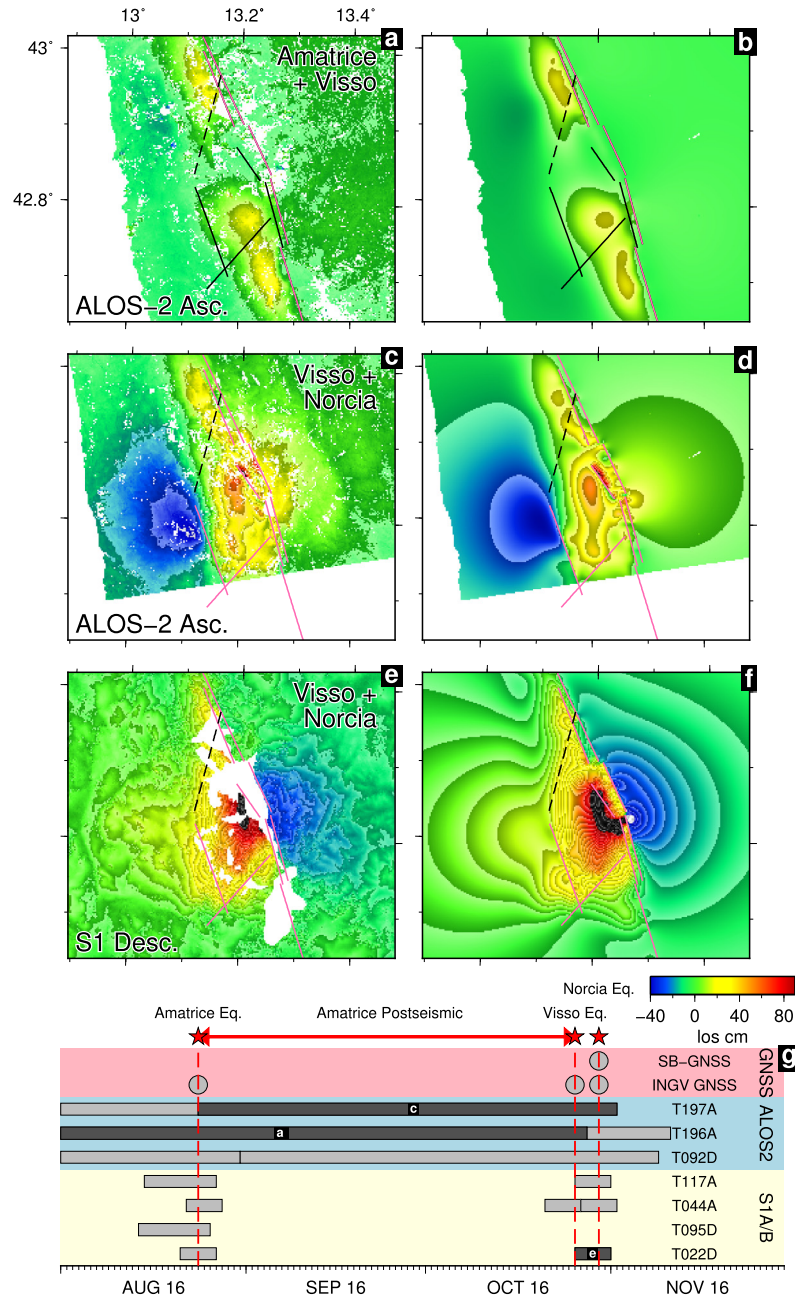 13° 13.2° 13.4°
43°
42.8°
a
Amatrice
+ Visso
ALOS−2 Asc.
b
c
Visso +
Norcia
ALOS−2 Asc.
d
e
Visso +
Norcia
S1 Desc.
f
Norcia Eq.
−40 0 40 80
los cm
Amatrice Eq. Amatrice Postseismic Visso Eq.
g
SB−GNSS
INGV GNSS
GNSS
T197A
c
T196A
a
T092D
ALOS2
T117A
T044A
T095D
T022D
e
S1A/B
AUG 16 SEP 16 OCT 16 NOV 16